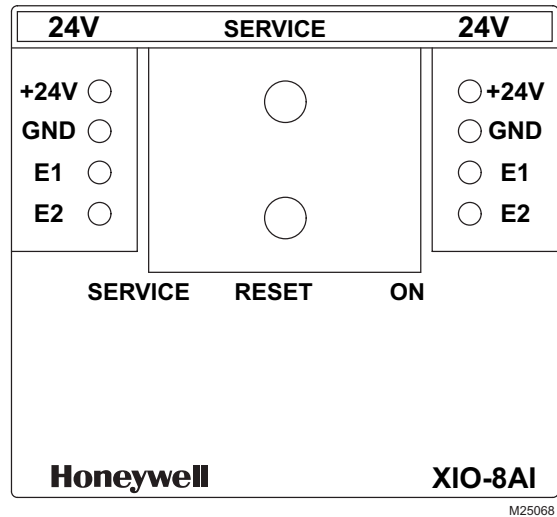 24V SERVICE 24V
+24V +24V
GND GND
E1 E1
E2 E2
SERVICE RESET ON
Honeywell XIO-8AI
M25068